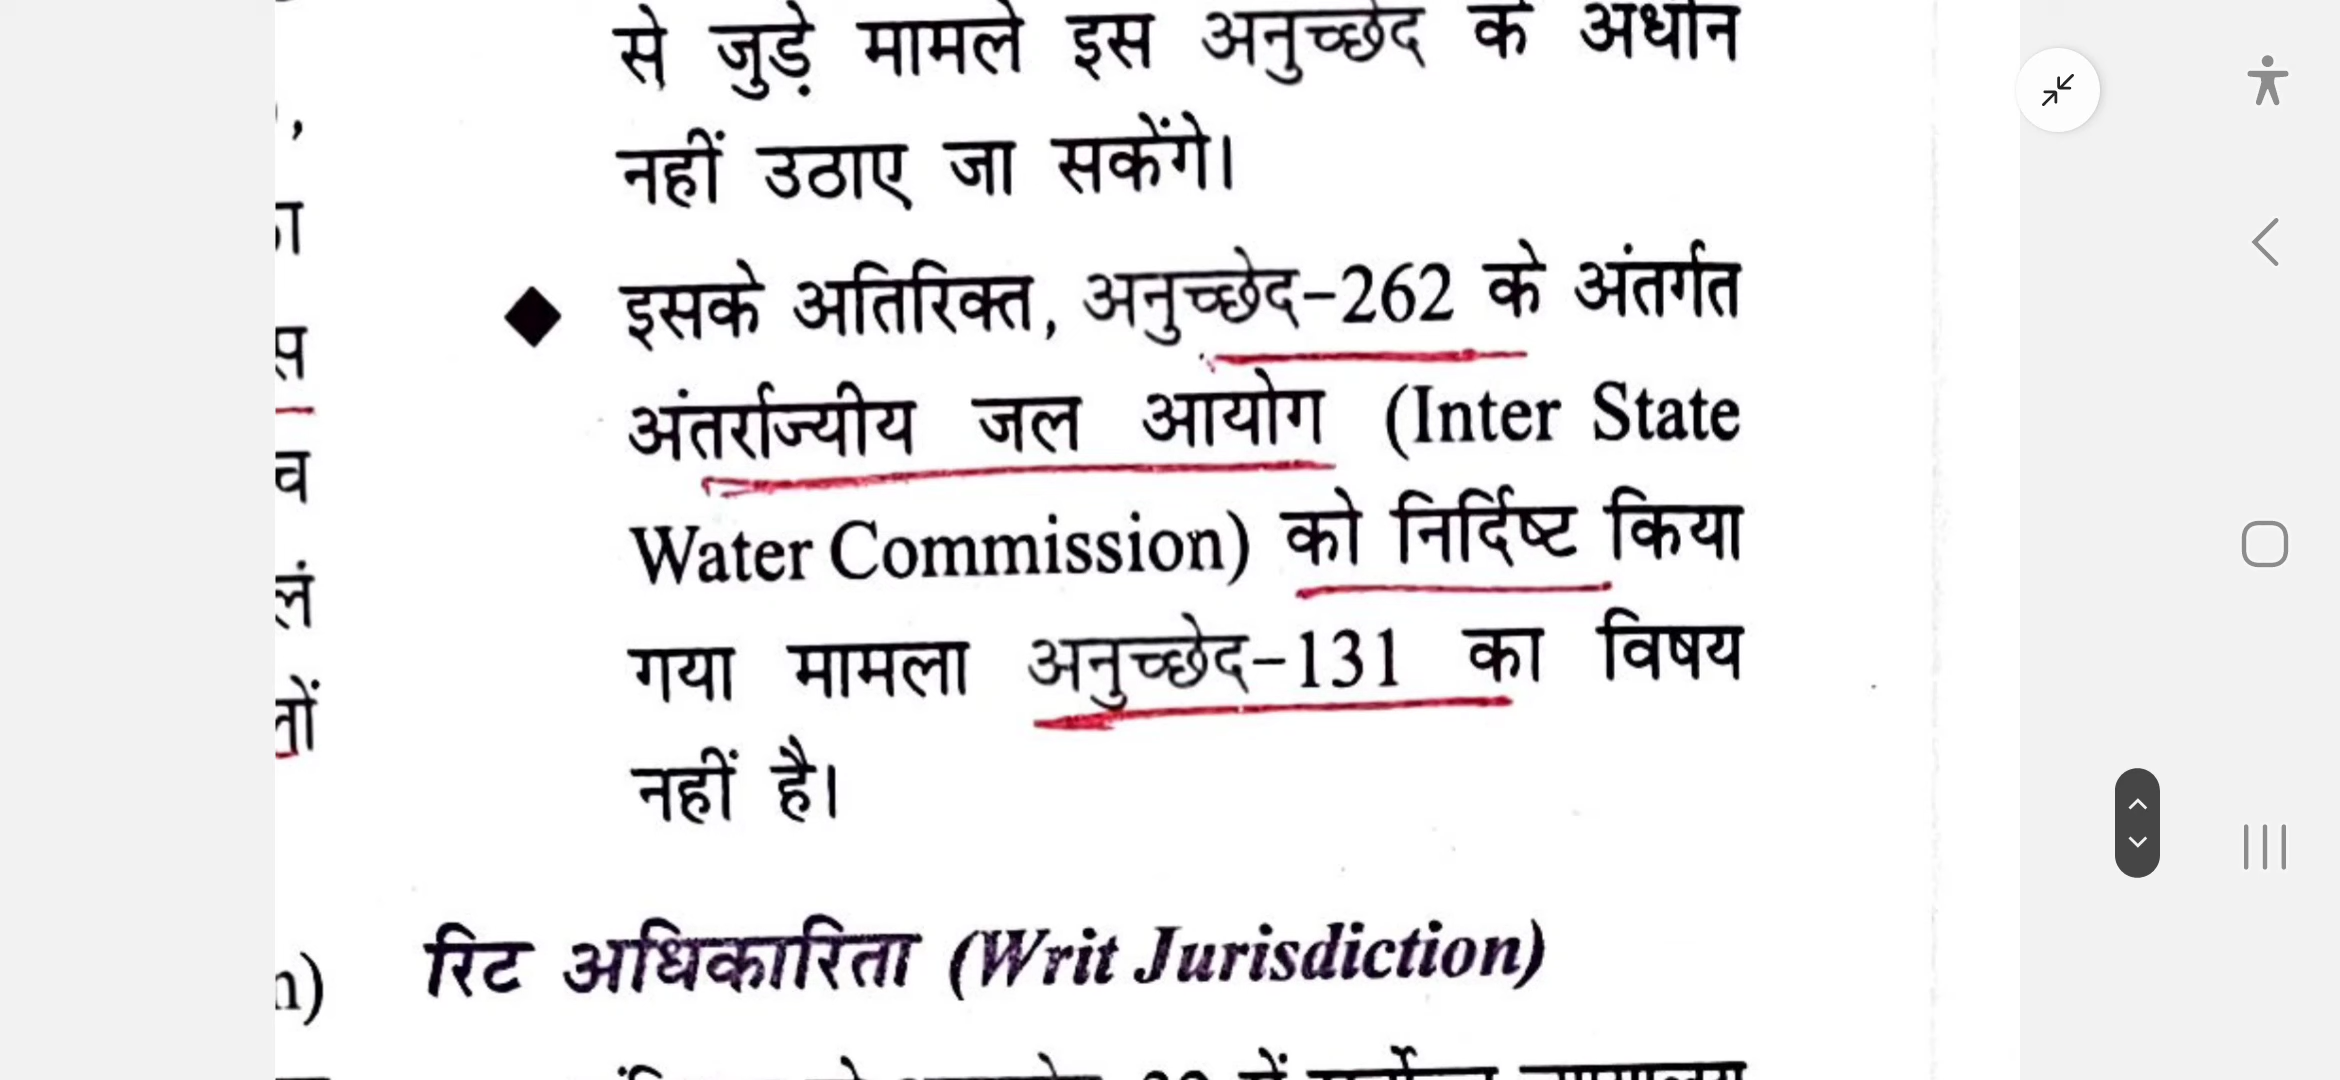 से जुड़े मामले इस अनुच्छेद के अधीन
नहीं उठाए जा सकेंगे।
◆ इसके अतिरिक्त, अनुच्छेद-262 के अंतर्गत
अंतर्राज्यीय जल आयोग (Inter State
Water Commission) को निर्दिष्ट किया
गया मामला अनुच्छेद-131 का विषय
नहीं है।
रिट अधिकारिता (Writ Jurisdiction)